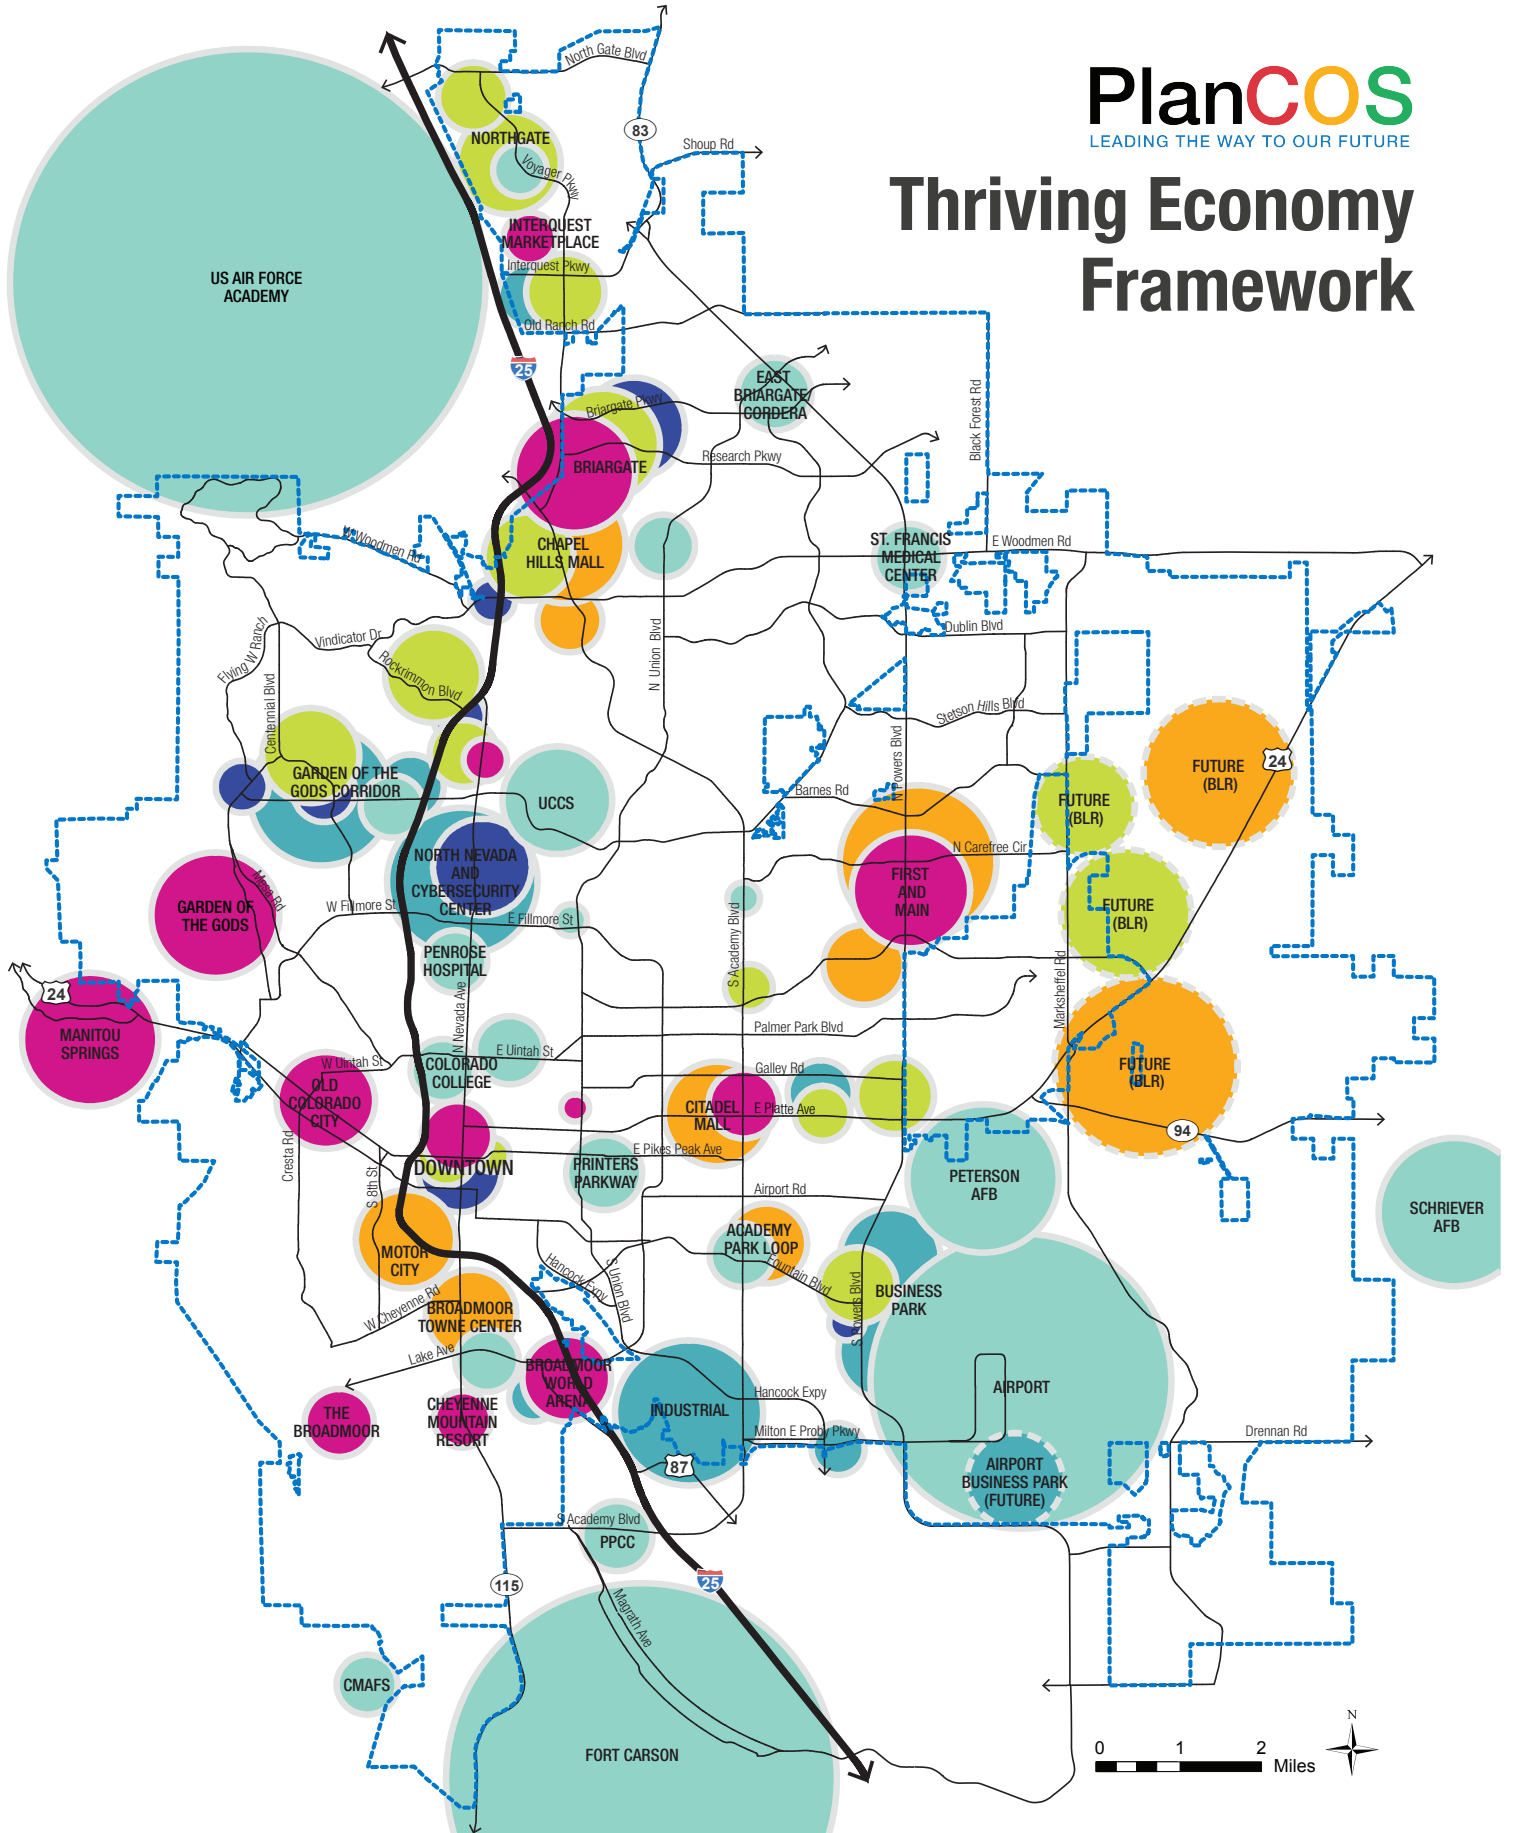 PlanCOS
LEADING THE WAY TO OUR FUTURE
Thriving Economy
Framework
North Gate Blvd
83
Shoup Rd
NORTHGATE
Voyager Pkwy
INTERQUEST
MARKETPLACE
Interquest Pkwy
US AIR FORCE
ACADEMY
Old Ranch Rd
25
EAST
BRIARGATE/
CORDERA
Black Forest Rd
Briargate Pkwy
Research Pkwy
BRIARGATE
W Woodmen Rd
CHAPEL
HILLS MALL
ST. FRANCIS
MEDICAL
CENTER
E Woodmen Rd
Dublin Blvd
Flying W Ranch
Vindicator Dr
Rockrimmon Blvd
N Union Blvd
Centennial Blvd
Stetson Hills Blvd
N Powers Blvd
FUTURE
(BLR)
24
GARDEN OF THE
GODS CORRIDOR
UCCS
Barnes Rd
FUTURE
(BLR)
NORTH NEVADA
AND
CYBERSECURITY
CENTER
N Carefree Cir
FIRST
AND
MAIN
Mesa Rd
GARDEN OF
THE GODS
W Fillmore St
E Fillmore St
FUTURE
(BLR)
PENROSE
HOSPITAL
S Academy Blvd
Marksheffel Rd
24
MANITOU
SPRINGS
N Nevada Ave
Palmer Park Blvd
E Uintah St
W Uintah St
COLORADO
COLLEGE
Galley Rd
FUTURE
(BLR)
OLD
COLORADO
CITY
CITADEL
MALL
E Platte Ave
94
E Pikes Peak Ave
Cresta Rd
S 8th St
DOWNTOWN
PRINTERS
PARKWAY
PETERSON
AFB
Airport Rd
SCHRIEVER
AFB
ACADEMY
PARK LOOP
MOTOR
CITY
Hancock Expy
S Union Blvd
Fountain Blvd
S Powers Blvd
BUSINESS
PARK
W Cheyenne Rd
BROADMOOR
TOWNE CENTER
Lake Ave
BROADMOOR
WORLD
ARENA
AIRPORT
Hancock Expy
INDUSTRIAL
THE
BROADMOOR
CHEYENNE
MOUNTAIN
RESORT
Milton E Proby Pkwy
Drennan Rd
87
AIRPORT
BUSINESS PARK
(FUTURE)
S Academy Blvd
PPCC
115
25
Magrath Ave
CMAFS
FORT CARSON
N
0 1 2
Miles